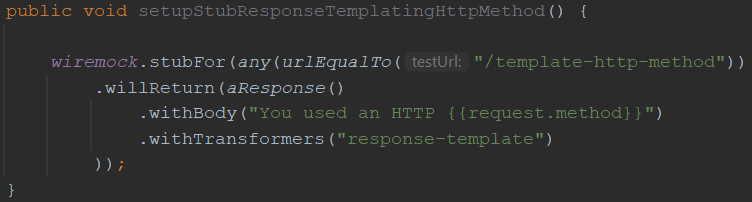 public void setupStubResponseTemplatingHttpMethod() {
wiremock.stubFor(any(urlEqualTo( testUrl: "/template-http-method"))
.willReturn(aResponse()
.withBody("You used an HTTP {{request.method}}")
.withTransformers("response-template")
));
}